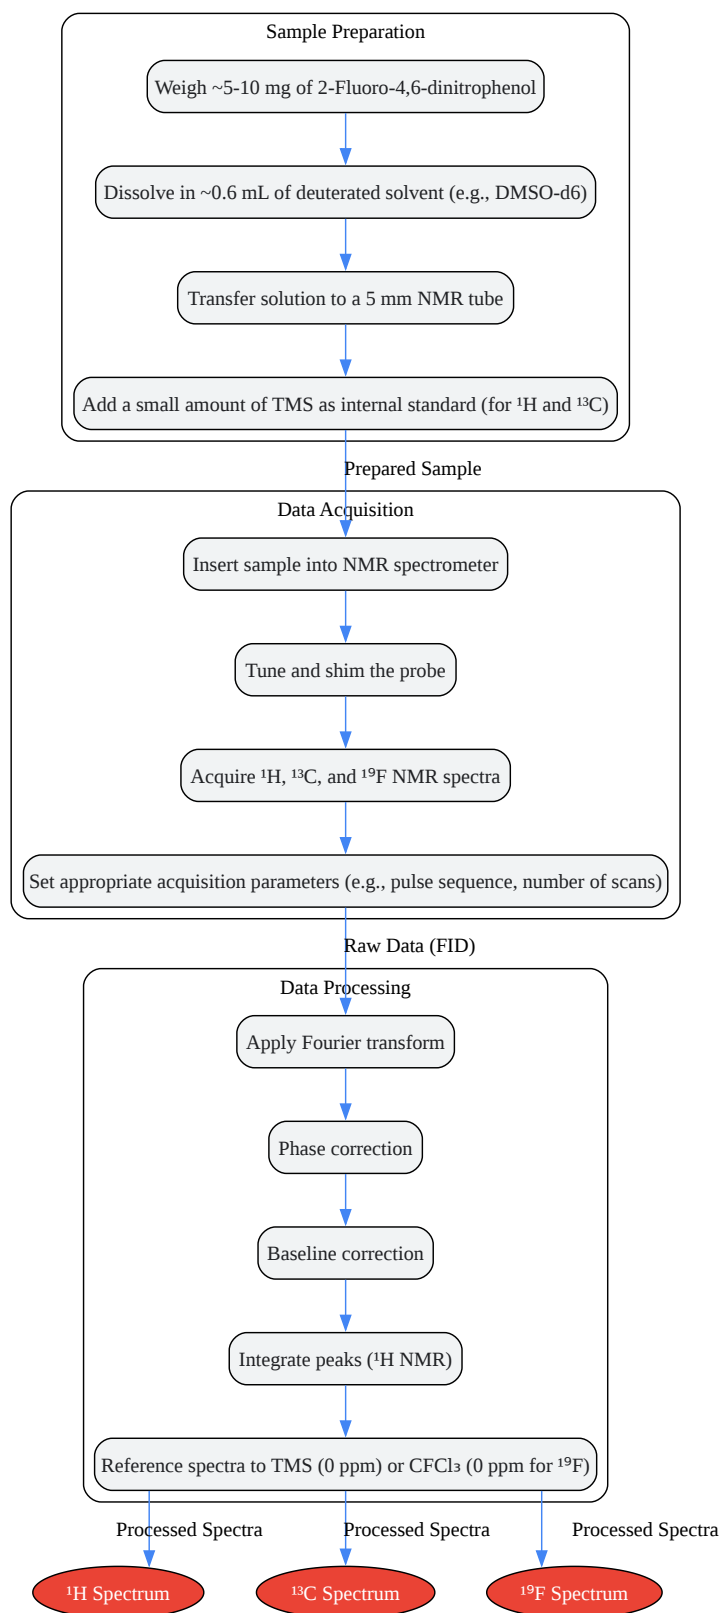 Sample Preparation
Weigh ~5-10 mg of 2-Fluoro-4,6-dinitrophenol
Dissolve in ~0.6 mL of deuterated solvent (e.g., DMSO-d6)
Transfer solution to a 5 mm NMR tube
Add a small amount of TMS as internal standard (for ¹H and ¹³C)
Prepared Sample
Data Acquisition
Insert sample into NMR spectrometer
Tune and shim the probe
Acquire ¹H, ¹³C, and ¹⁹F NMR spectra
Set appropriate acquisition parameters (e.g., pulse sequence, number of scans)
Raw Data (FID)
Data Processing
Apply Fourier transform
Phase correction
Baseline correction
Integrate peaks (¹H NMR)
Reference spectra to TMS (0 ppm) or CFCl₃ (0 ppm for ¹⁹F)
Processed Spectra
Processed Spectra
Processed Spectra
¹H Spectrum
¹³C Spectrum
¹⁹F Spectrum